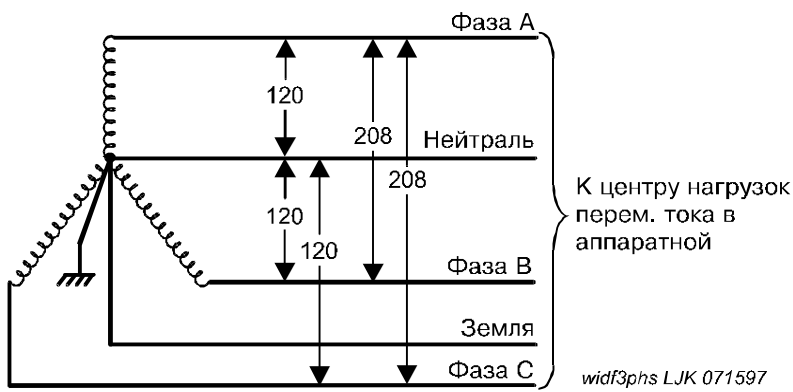 Фаза A
120
208
Нейтраль
208
120
120
К центру нагрузок
перем. тока в
аппаратной
Фаза B
Земля
Фаза C
widf3phs LJK 071597